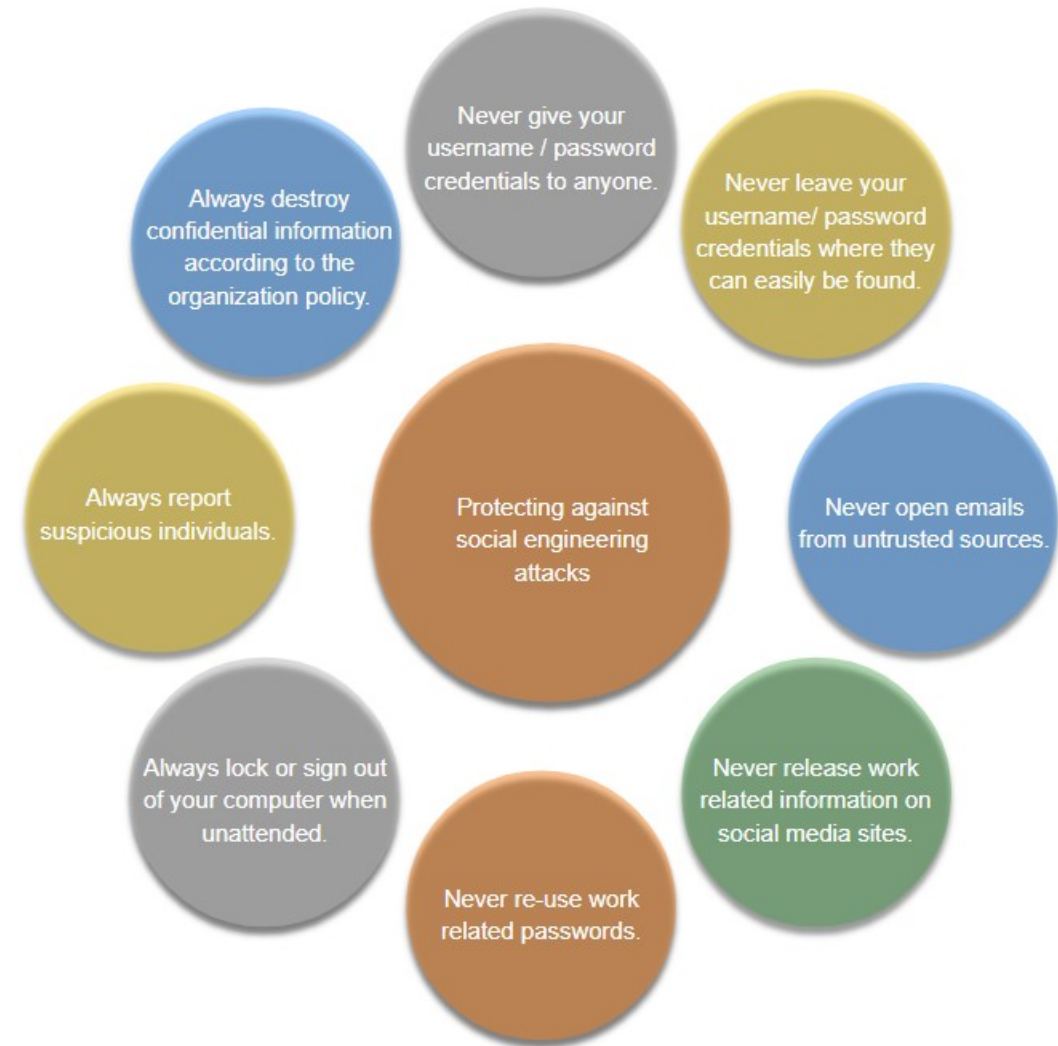 Never give your
username / password
credentials to anyone.
Never leave your
username/ password
credentials where they
can easily be found.
Never open emails
from untrusted sources.
Never release work
related information on
social media sites.
Never re-use work
related passwords.
Always lock or sign out
of your computer when
unattended.
Always report
suspicious individuals.
Always destroy
confidential information
according to the
organization policy.
Protecting against
social engineering
attacks